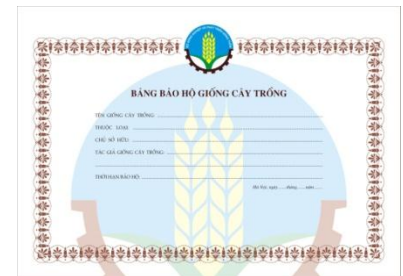 BẰNG BẢO HỘ GIỐNG CÂY TRỒNG
TÊN GIỐNG CÂY TRỒNG:
THUỘC LOÀI:
CHỦ SỞ HỮU:
TÁC GIẢ GIỐNG CÂY TRỒNG:
THỜI HẠN BẢO HỘ:
Hà Nội, ngày ..... tháng ..... năm .....